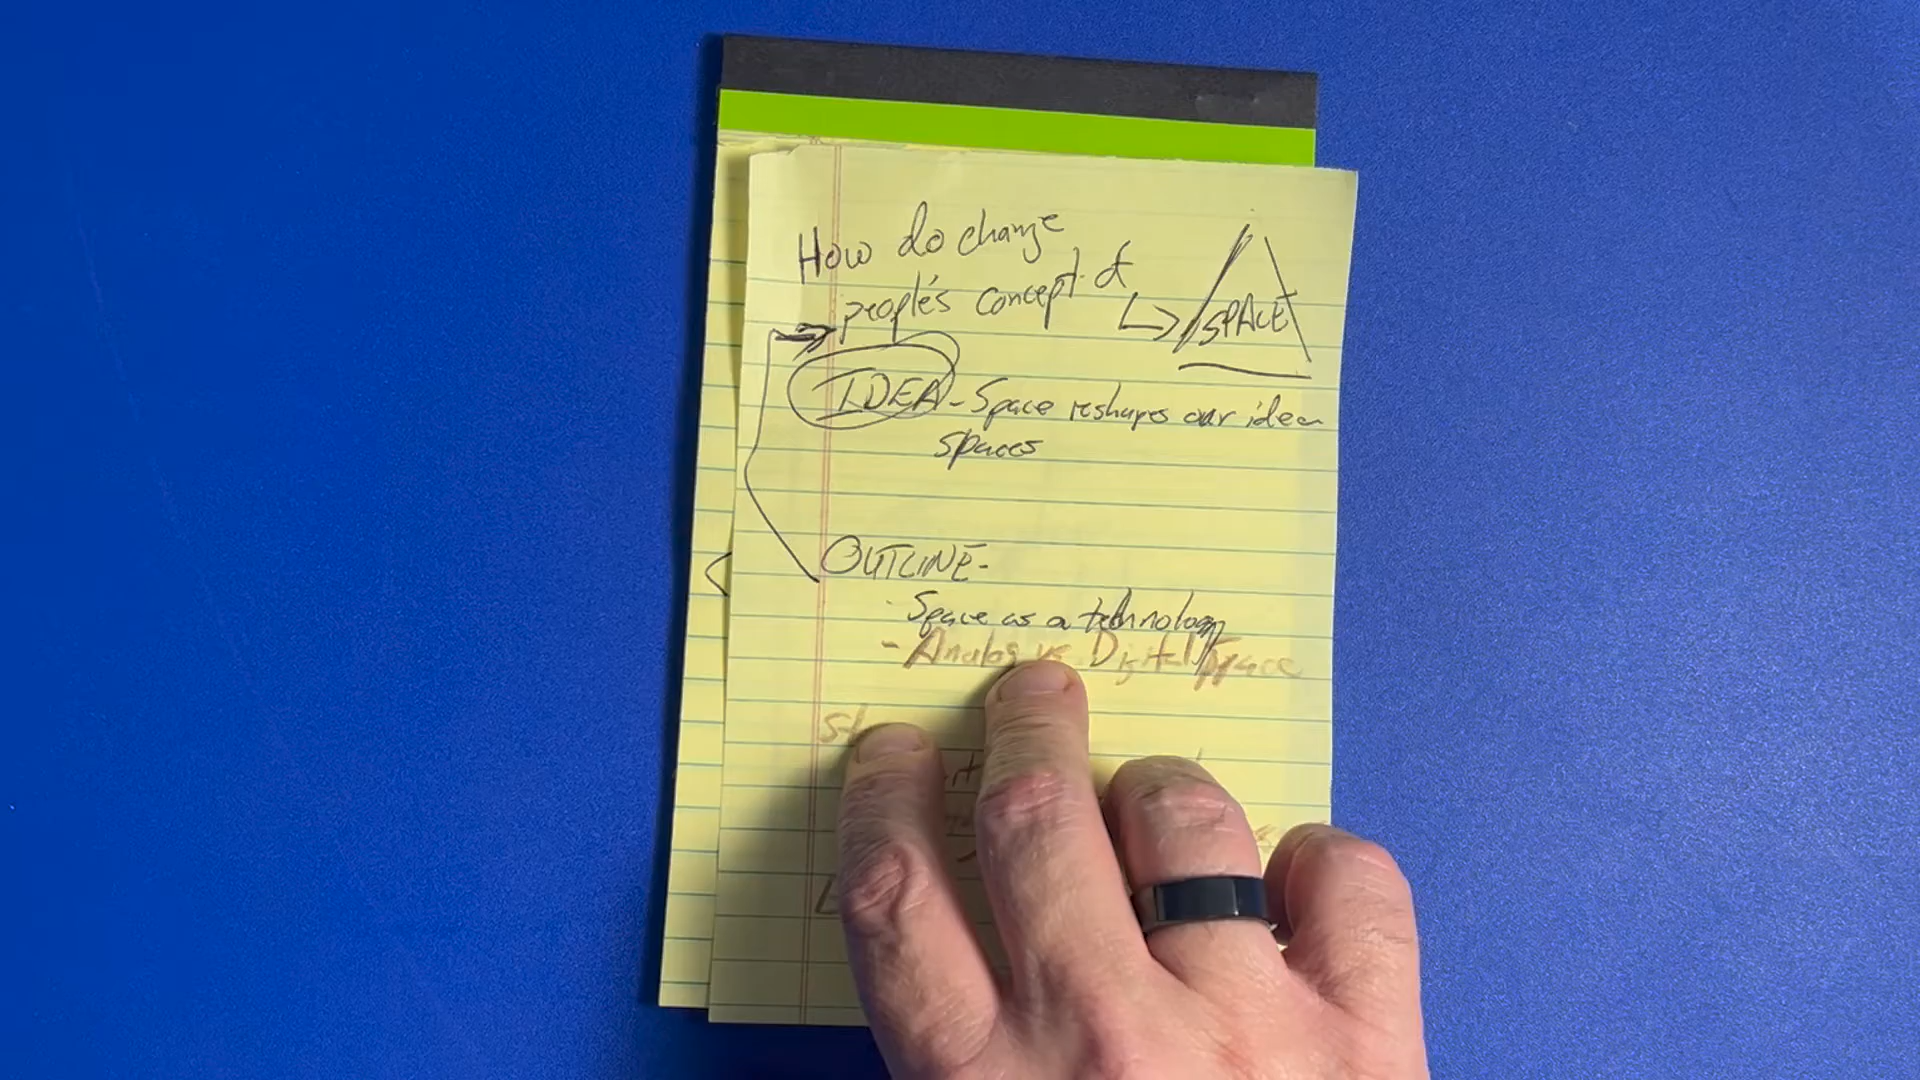 How do change
people's concept of
SPACE
IDEA - Space reshapes our idea
spaces
OUTLINE -
- Space as a technology
- Analog vs Digital Space